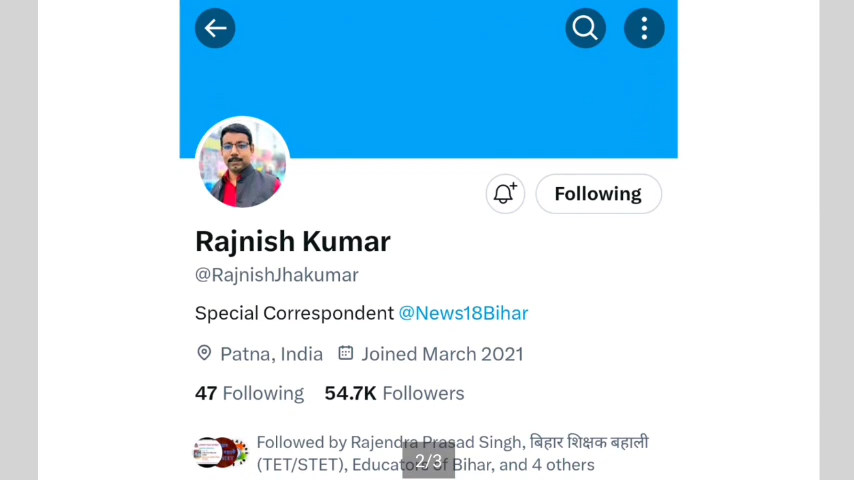 Following
Rajnish Kumar
@RajnishJhakumar
Special Correspondent @News18Bihar
Patna, India Joined March 2021
47 Following 54.7K Followers
Followed by Rajendra Prasad Singh, बिहार शिक्षक बहाली
(TET/STET), Educators of Bihar, and 4 others
2/3